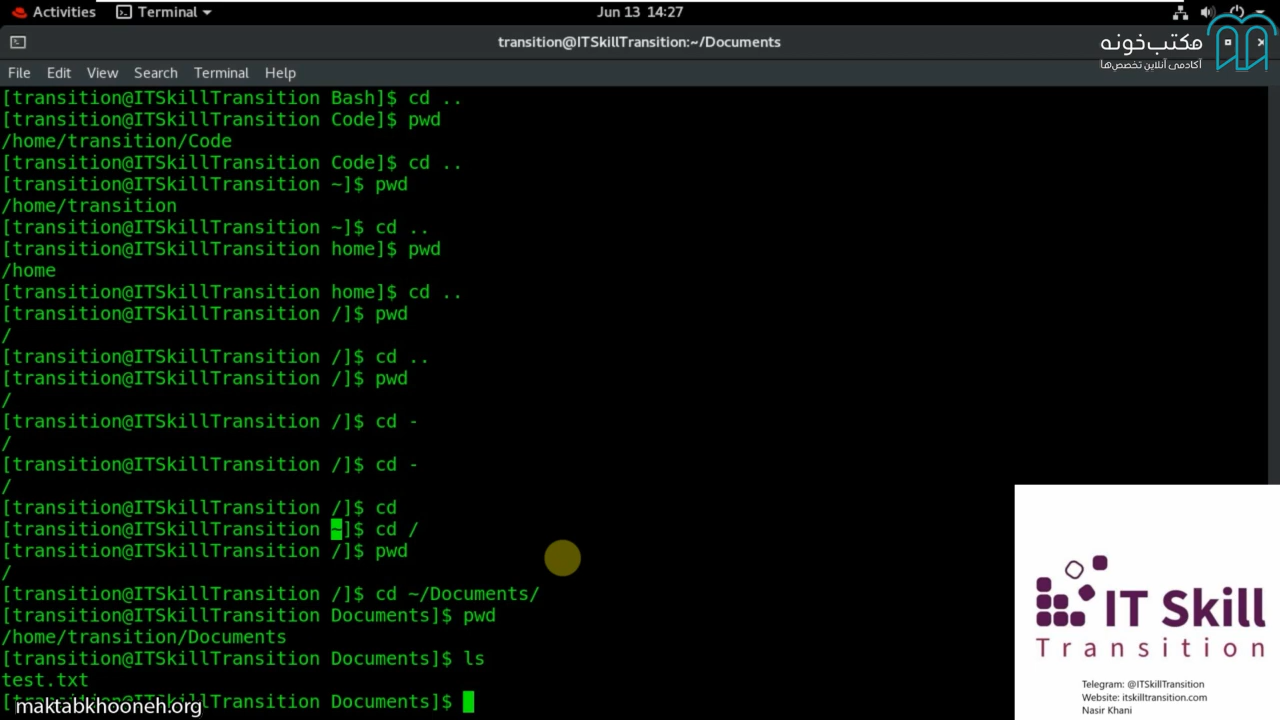 Activities Terminal Jun 13 14:27
transition@ITSkillTransition:~/Documents
مکتب‌خونه
آکادمی آنلاین تخصص‌ها
File Edit View Search Terminal Help
[transition@ITSkillTransition Bash]$ cd ..
[transition@ITSkillTransition Code]$ pwd
/home/transition/Code
[transition@ITSkillTransition Code]$ cd ..
[transition@ITSkillTransition ~]$ pwd
/home/transition
[transition@ITSkillTransition ~]$ cd ..
[transition@ITSkillTransition home]$ pwd
/home
[transition@ITSkillTransition home]$ cd ..
[transition@ITSkillTransition /]$ pwd
/
[transition@ITSkillTransition /]$ cd ..
[transition@ITSkillTransition /]$ pwd
/
[transition@ITSkillTransition /]$ cd -
/
[transition@ITSkillTransition /]$ cd -
/
[transition@ITSkillTransition /]$ cd
[transition@ITSkillTransition ~]$ cd /
[transition@ITSkillTransition /]$ pwd
/
[transition@ITSkillTransition /]$ cd ~/Documents/
[transition@ITSkillTransition Documents]$ pwd
/home/transition/Documents
[transition@ITSkillTransition Documents]$ ls
test.txt
[transition@ITSkillTransition Documents]$
maktabkhooneh.org
IT Skill
Transition
Telegram: @ITSkillTransition
Website: itskilltransition.com
Nasir Khani